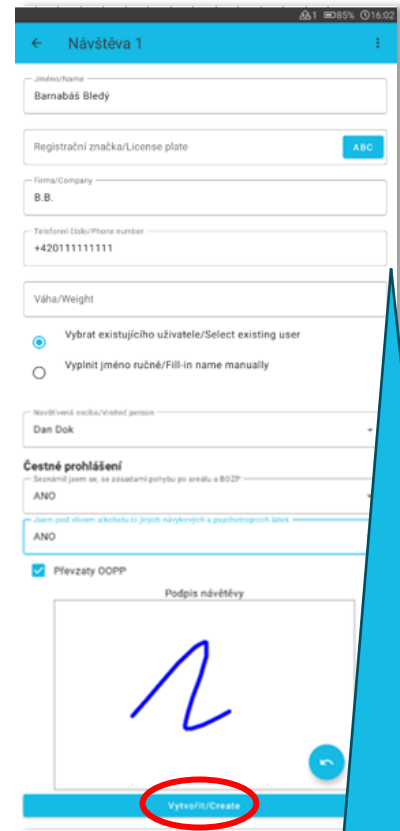 1 85% 16:02
Návštěva 1
Jméno/Name
Barnabáš Bledý
Registrační značka/License plate
ABC
Firma/Company
B.B.
Telefonní číslo/Phone number
+420111111111
Váha/Weight
Vybrat existujícího uživatele/Select existing user
Vyplnit jméno ručně/Fill-in name manually
Navštívená osoba/Visited person
Dan Dok
Čestné prohlášení
Seznámil jsem se, se zásadami pohybu po areálu a BOZP
ANO
Jsem pod vlivem alkoholu či jiných návykových a psychotropních látek
ANO
Převzaty OOPP
Podpis návětěvy
Vytvořit/Create